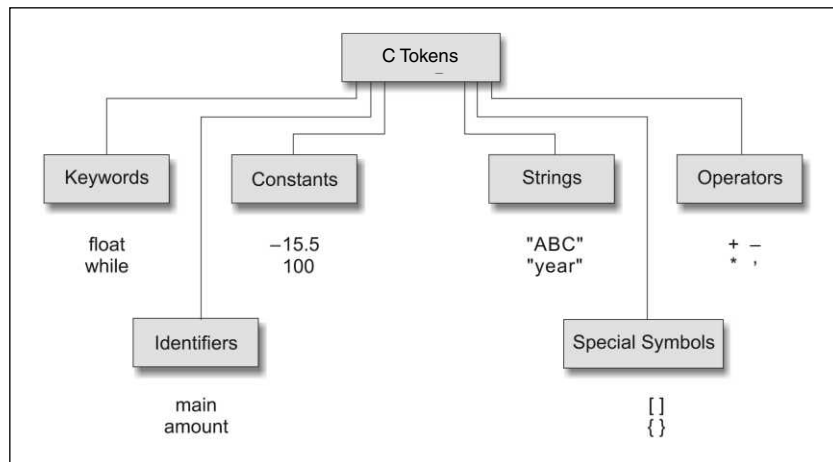 C Tokens
Keywords
Constants
Strings
Operators
float
while
–15.5
100
"ABC"
"year"
+ –
* ,
Identifiers
Special Symbols
main
amount
[ ]
{ }